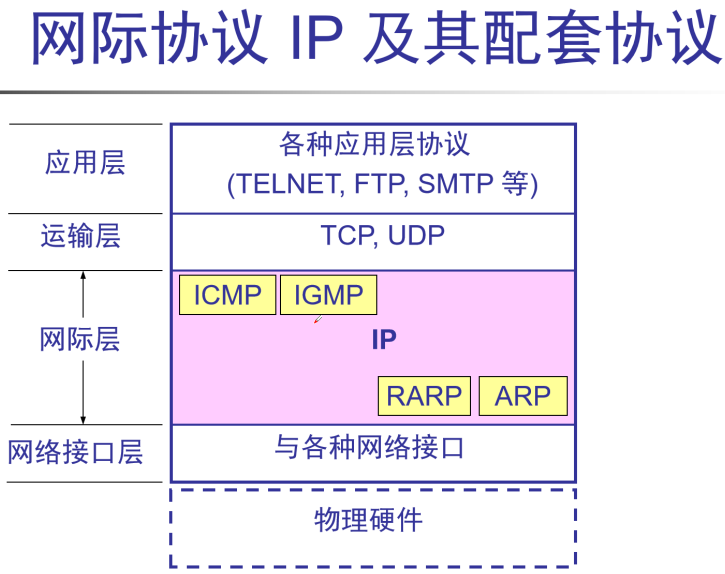 网际协议 IP 及其配套协议
应用层
各种应用层协议
(TELNET, FTP, SMTP 等)
运输层
TCP, UDP
ICMP
IGMP
网际层
IP
RARP
ARP
网络接口层
与各种网络接口
物理硬件